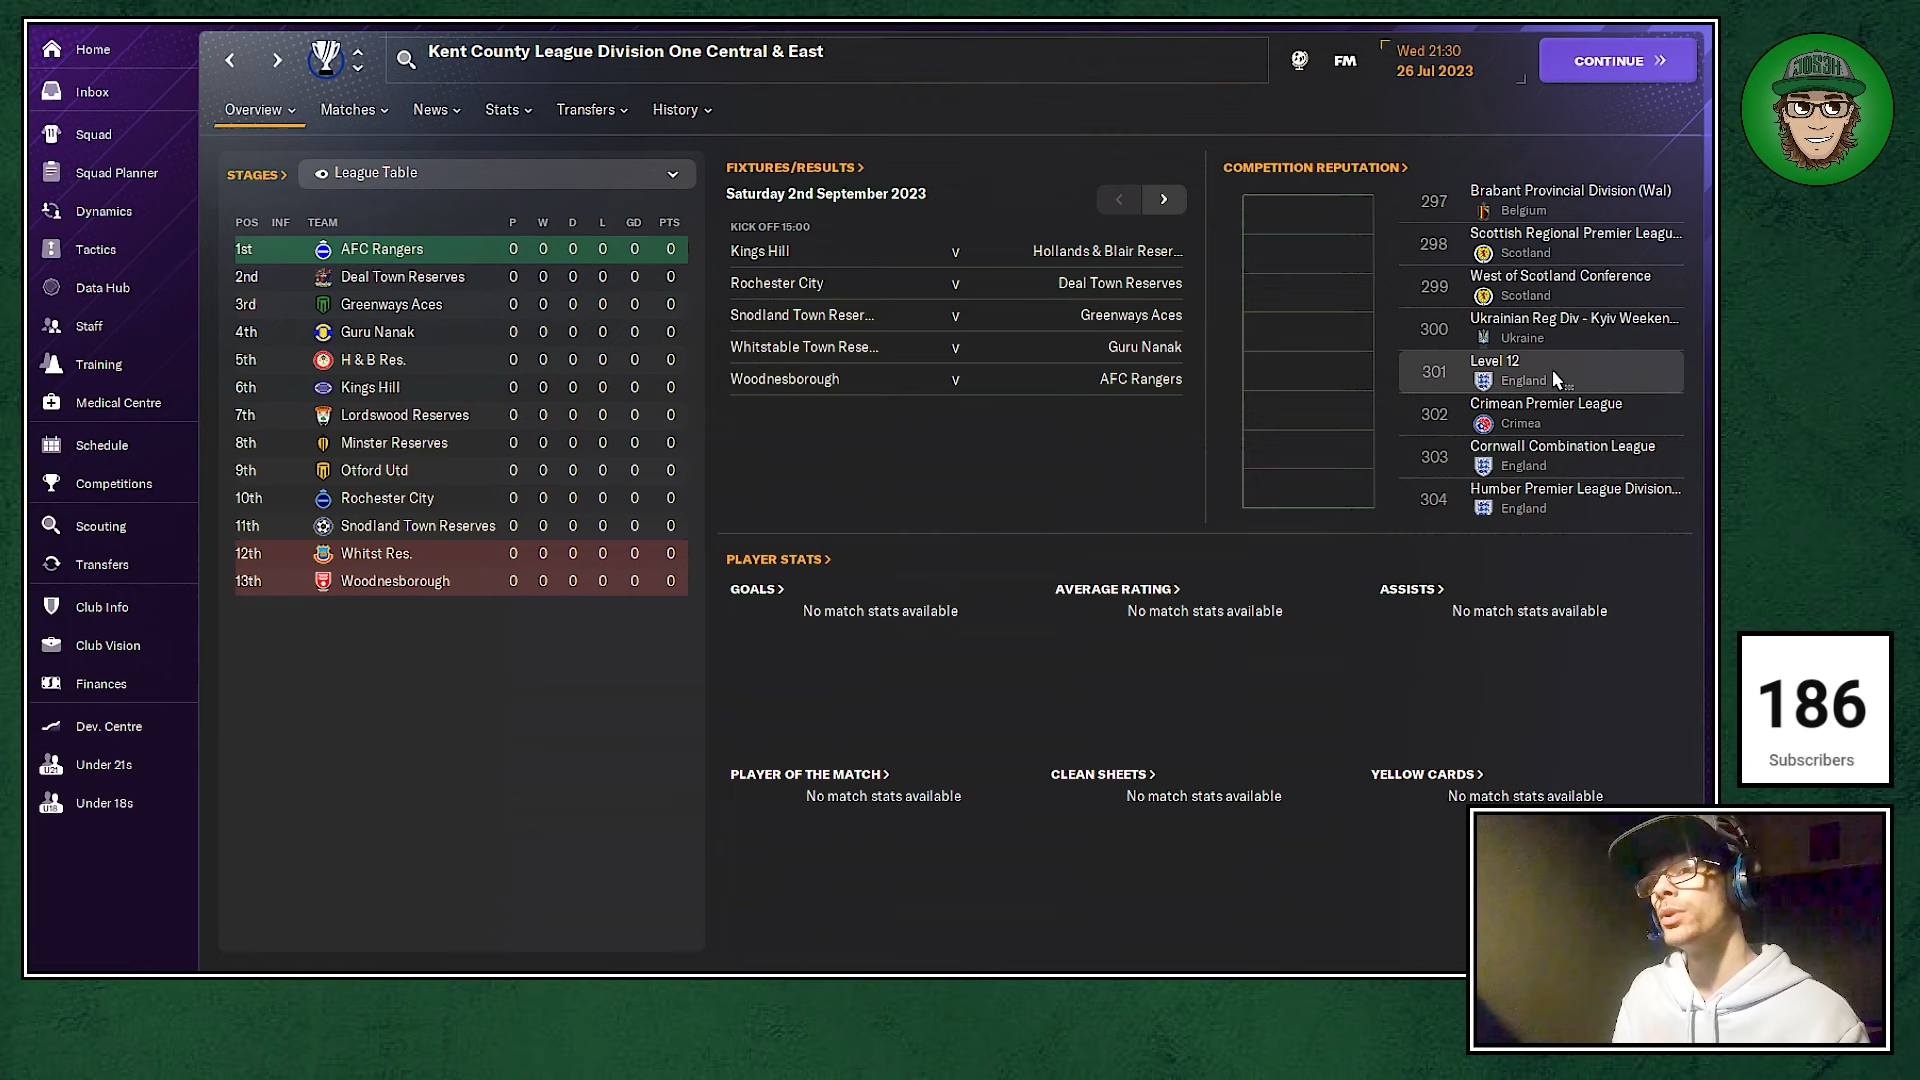 Home
Inbox
Squad
Squad Planner
Dynamics
Tactics
Data Hub
Staff
Training
Medical Centre
Schedule
Competitions
Scouting
Transfers
Club Info
Club Vision
Finances
Dev. Centre
U21 Under 21s
U18 Under 18s
Kent County League Division One Central & East
FM
Wed 21:30
26 Jul 2023
CONTINUE
Overview Matches News Stats Transfers History
STAGES > League Table
POS INF TEAM P W D L GD PTS
1st AFC Rangers 0 0 0 0 0 0
2nd Deal Town Reserves 0 0 0 0 0 0
3rd Greenways Aces 0 0 0 0 0 0
4th Guru Nanak 0 0 0 0 0 0
5th H & B Res. 0 0 0 0 0 0
6th Kings Hill 0 0 0 0 0 0
7th Lordswood Reserves 0 0 0 0 0 0
8th Minster Reserves 0 0 0 0 0 0
9th Otford Utd 0 0 0 0 0 0
10th Rochester City 0 0 0 0 0 0
11th Snodland Town Reserves 0 0 0 0 0 0
12th Whitst Res. 0 0 0 0 0 0
13th Woodnesborough 0 0 0 0 0 0
FIXTURES/RESULTS >
Saturday 2nd September 2023
KICK OFF 15:00
Kings Hill v Hollands & Blair Reser...
Rochester City v Deal Town Reserves
Snodland Town Reser... v Greenways Aces
Whitstable Town Rese... v Guru Nanak
Woodnesborough v AFC Rangers
COMPETITION REPUTATION >
297 Brabant Provincial Division (Wal)
Belgium
298 Scottish Regional Premier Leagu...
Scotland
299 West of Scotland Conference
Scotland
300 Ukrainian Reg Div - Kyiv Weeken...
Ukraine
301 Level 12
England
302 Crimean Premier League
Crimea
303 Cornwall Combination League
England
304 Humber Premier League Division...
England
PLAYER STATS >
GOALS > AVERAGE RATING > ASSISTS >
No match stats available No match stats available No match stats available
PLAYER OF THE MATCH > CLEAN SHEETS > YELLOW CARDS >
No match stats available No match stats available No match stats available
JOS3H
186
Subscribers